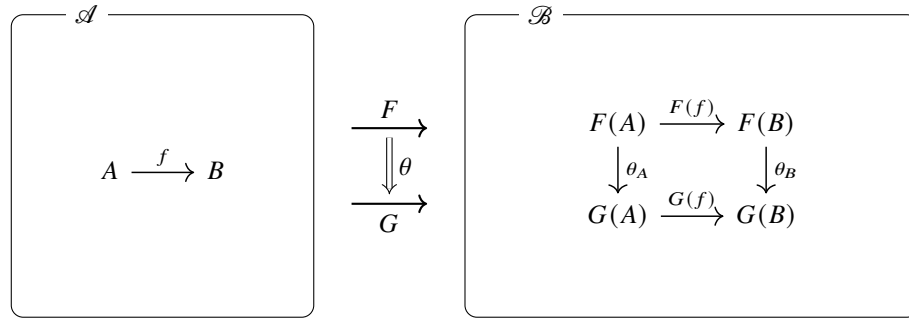 𝒜 ℬ
F F(A) F(f) F(B)
A f B θ θ_A θ_B
G G(A) G(f) G(B)